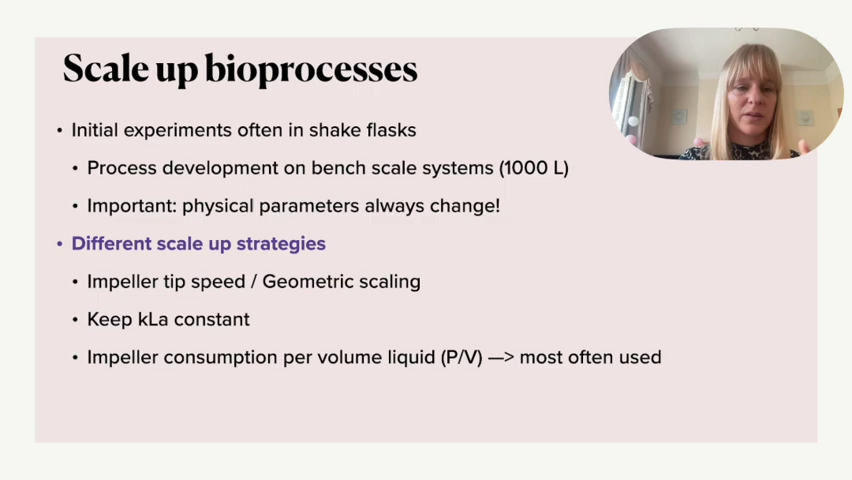 Scale up bioprocesses
• Initial experiments often in shake flasks
• Process development on bench scale systems (1000 L)
• Important: physical parameters always change!
• Different scale up strategies
• Impeller tip speed / Geometric scaling
• Keep kLa constant
• Impeller consumption per volume liquid (P/V) —> most often used